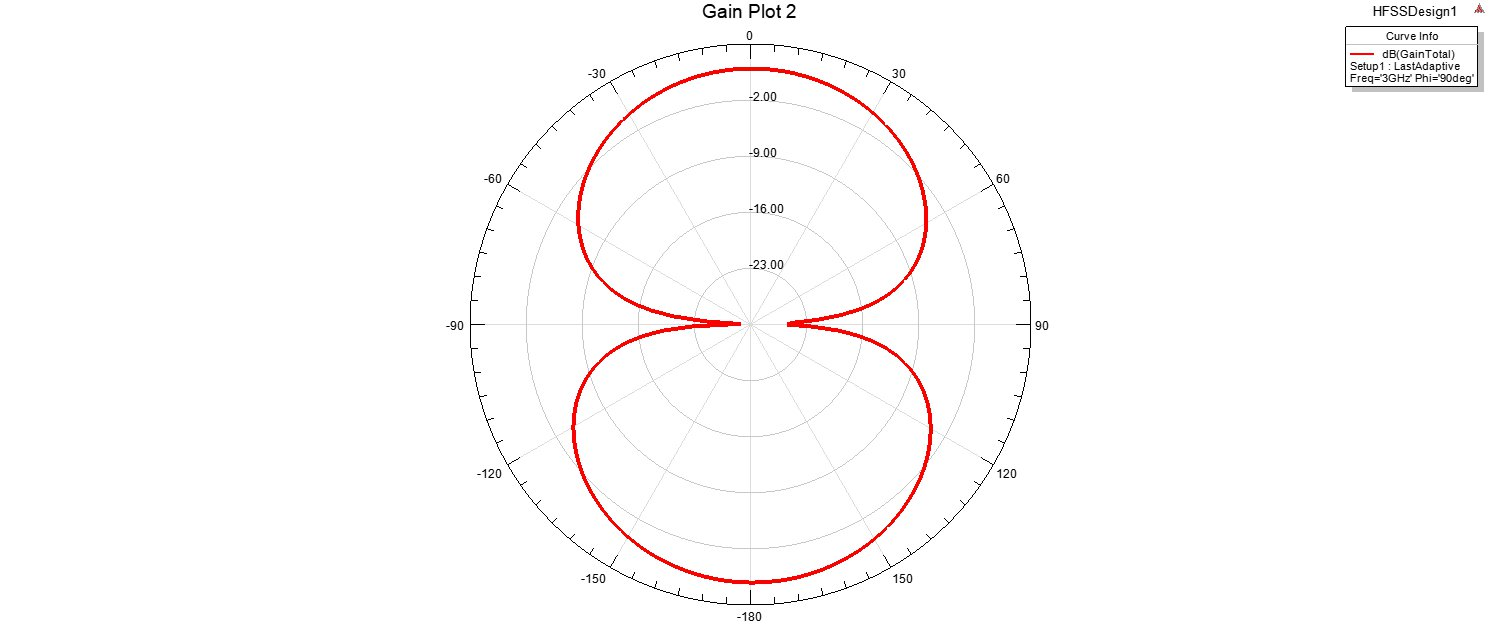 Gain Plot 2
HFSSDesign1
Curve Info
dB(GainTotal)
Setup1 : LastAdaptive
Freq='3GHz' Phi='90deg'
0
-30
30
-2.00
-9.00
-60
60
-16.00
-23.00
-90
90
-120
120
-150
150
-180